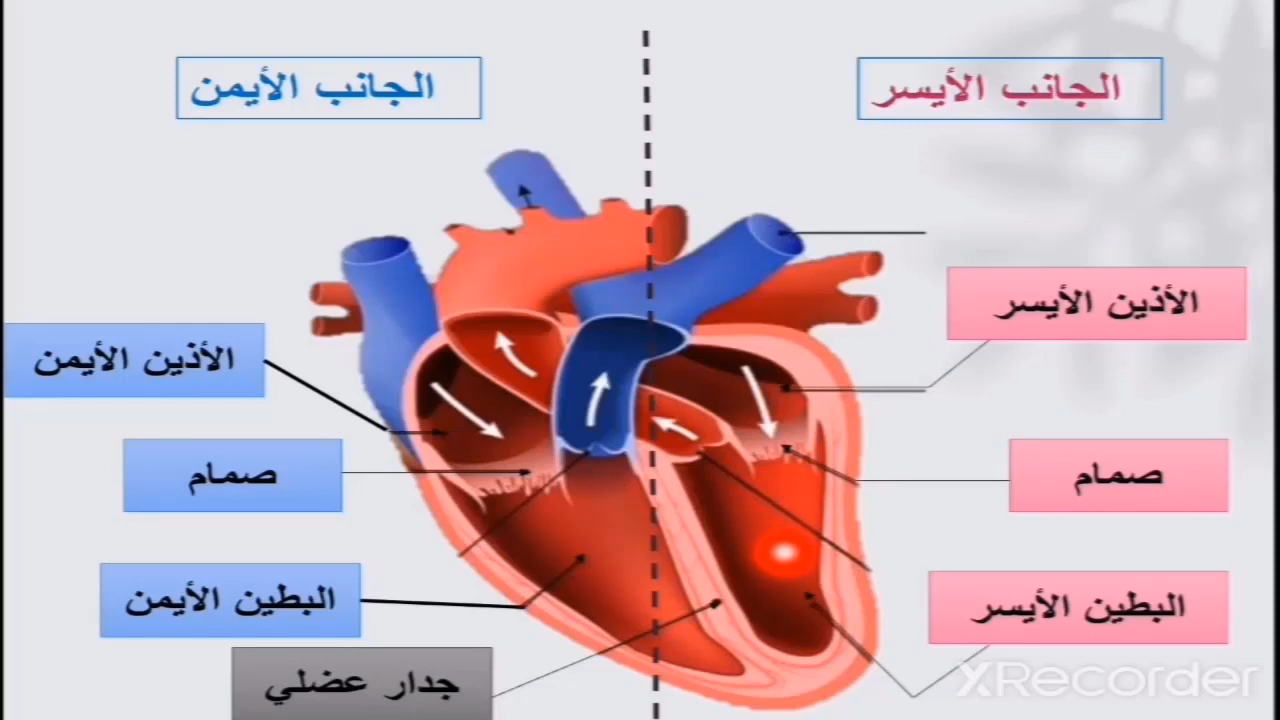 الجانب الأيسر
الجانب الأيمن
الأذين الأيسر
الأذين الأيمن
صمام
صمام
البطين الأيسر
البطين الأيمن
جدار عضلي
XRecorder